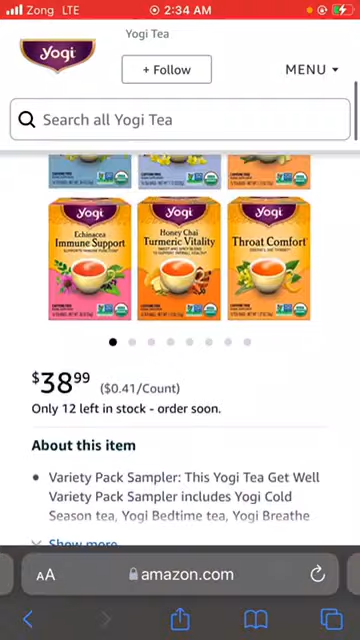 Zong LTE 2:34 AM
Yogi Tea
yogi
+ Follow
MENU
Search all Yogi Tea
yogi yogi yogi
Echinacea
Immune Support
Honey Chai
Turmeric Vitality
Throat Comfort
$38.99 ($0.41/Count)
Only 12 left in stock - order soon.
About this item
Variety Pack Sampler: This Yogi Tea Get Well
Variety Pack Sampler includes Yogi Cold
Season tea, Yogi Bedtime tea, Yogi Breathe
Show more
AA amazon.com